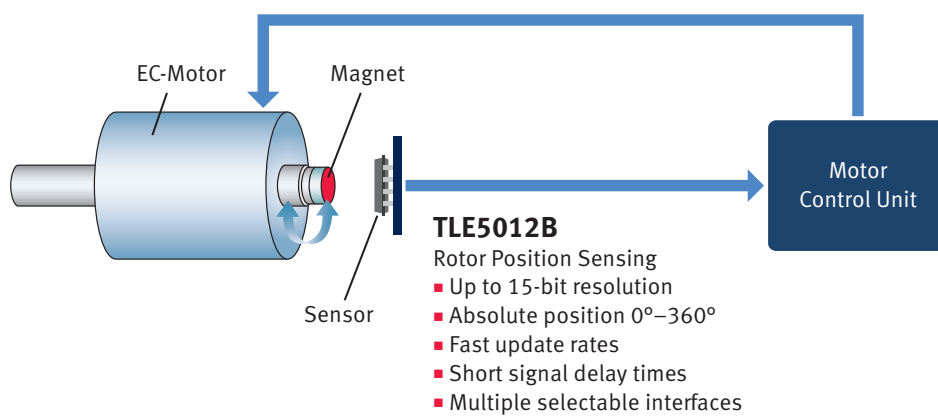 EC-Motor
Magnet
Motor
Control Unit
Sensor
TLE5012B
Rotor Position Sensing
▪ Up to 15-bit resolution
▪ Absolute position 0°–360°
▪ Fast update rates
▪ Short signal delay times
▪ Multiple selectable interfaces